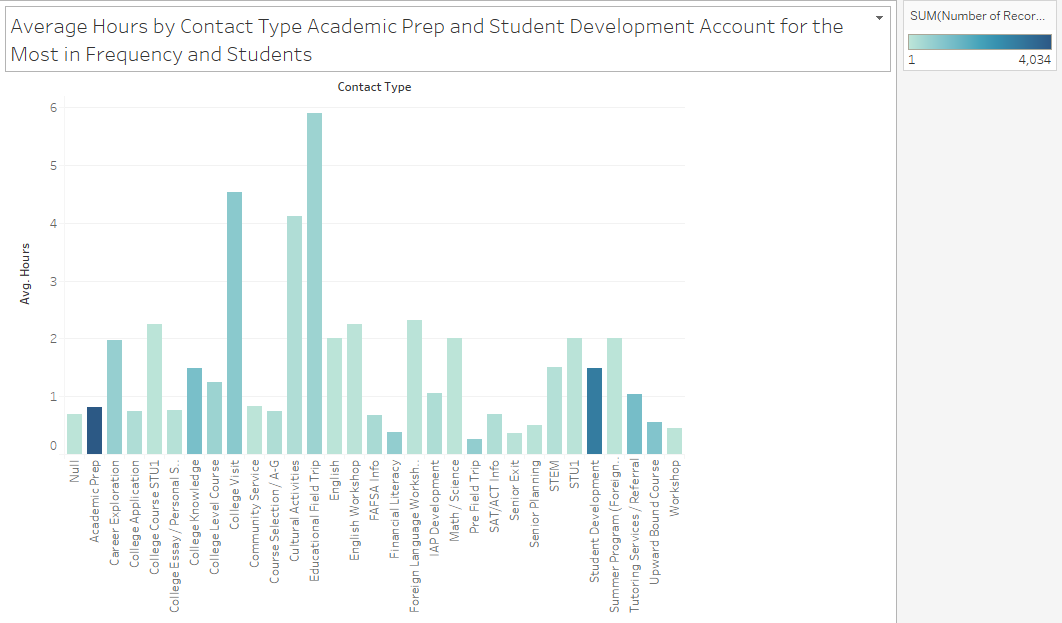 Average Hours by Contact Type Academic Prep and Student Development Account for the
Most in Frequency and Students
SUM(Number of Recor...
1 4,034
Contact Type
Avg. Hours
6
5
4
3
2
1
0
Null
Academic Prep
Career Exploration
College Application
College Course STU1
College Essay / Personal S..
College Knowledge
College Level Course
College Visit
Community Service
Course Selection / A-G
Cultural Activities
Educational Field Trip
English
English Workshop
FAFSA Info
Financial Literacy
Foreign Language Worksh..
IAP Development
Math / Science
Pre Field Trip
SAT/ACT Info
Senior Exit
Senior Planning
STEM
STU1
Student Development
Summer Program (Foreign..
Tutoring Services / Referral
Upward Bound Course
Workshop